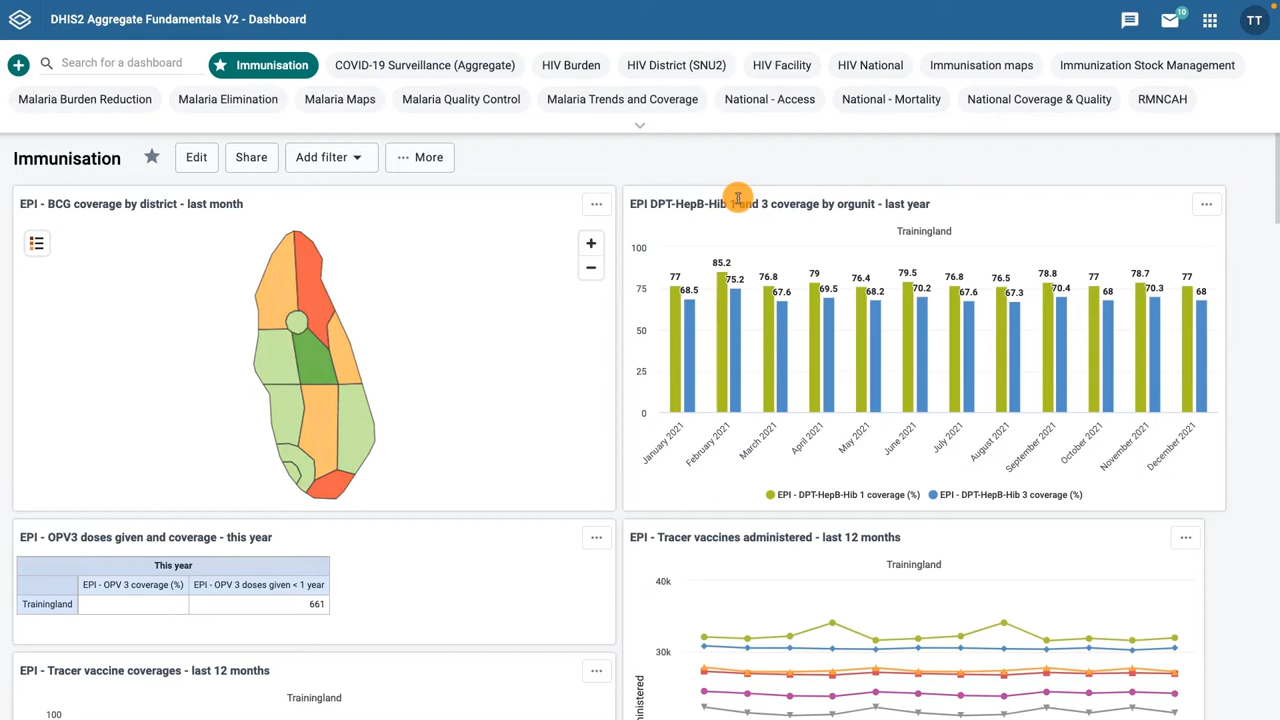 DHIS2 Aggregate Fundamentals V2 - Dashboard
10
TT
Search for a dashboard
Immunisation
COVID-19 Surveillance (Aggregate)
HIV Burden
HIV District (SNU2)
HIV Facility
HIV National
Immunisation maps
Immunization Stock Management
Malaria Burden Reduction
Malaria Elimination
Malaria Maps
Malaria Quality Control
Malaria Trends and Coverage
National - Access
National - Mortality
National Coverage & Quality
RMNCAH
Immunisation
Edit
Share
Add filter
More
EPI - BCG coverage by district - last month
EPI DPT-HepB-Hib 1 and 3 coverage by orgunit - last year
Trainingland
100
75
50
25
0
77 68.5
85.2 75.2
76.8 67.6
79 69.5
76.4 68.2
79.5 70.2
76.8 67.6
76.5 67.3
78.8 70.4
77 68
78.7 70.3
77 68
January 2021
February 2021
March 2021
April 2021
May 2021
June 2021
July 2021
August 2021
September 2021
October 2021
November 2021
December 2021
EPI - DPT-HepB-Hib 1 coverage (%)
EPI - DPT-HepB-Hib 3 coverage (%)
EPI - OPV3 doses given and coverage - this year
This year
EPI - OPV 3 coverage (%)
EPI - OPV 3 doses given < 1 year
Trainingland
661
EPI - Tracer vaccines administered - last 12 months
Trainingland
40k
30k
EPI - Tracer vaccine coverages - last 12 months
Trainingland
100